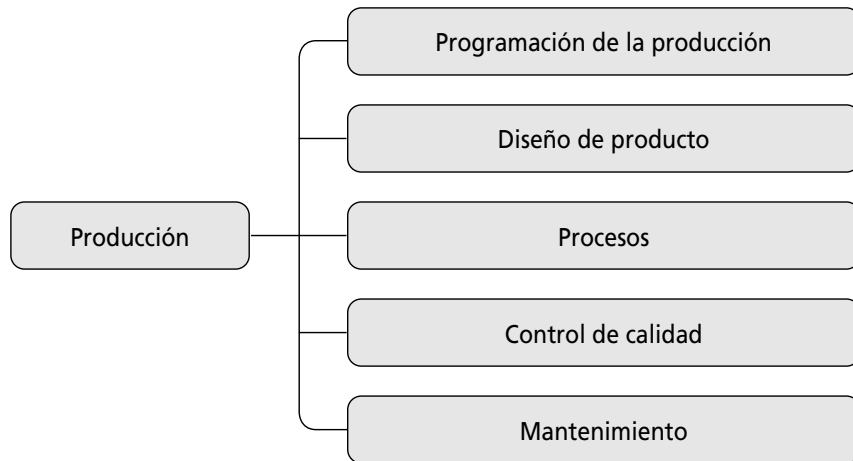 Programación de la producción
Diseño de producto
Producción
Procesos
Control de calidad
Mantenimiento